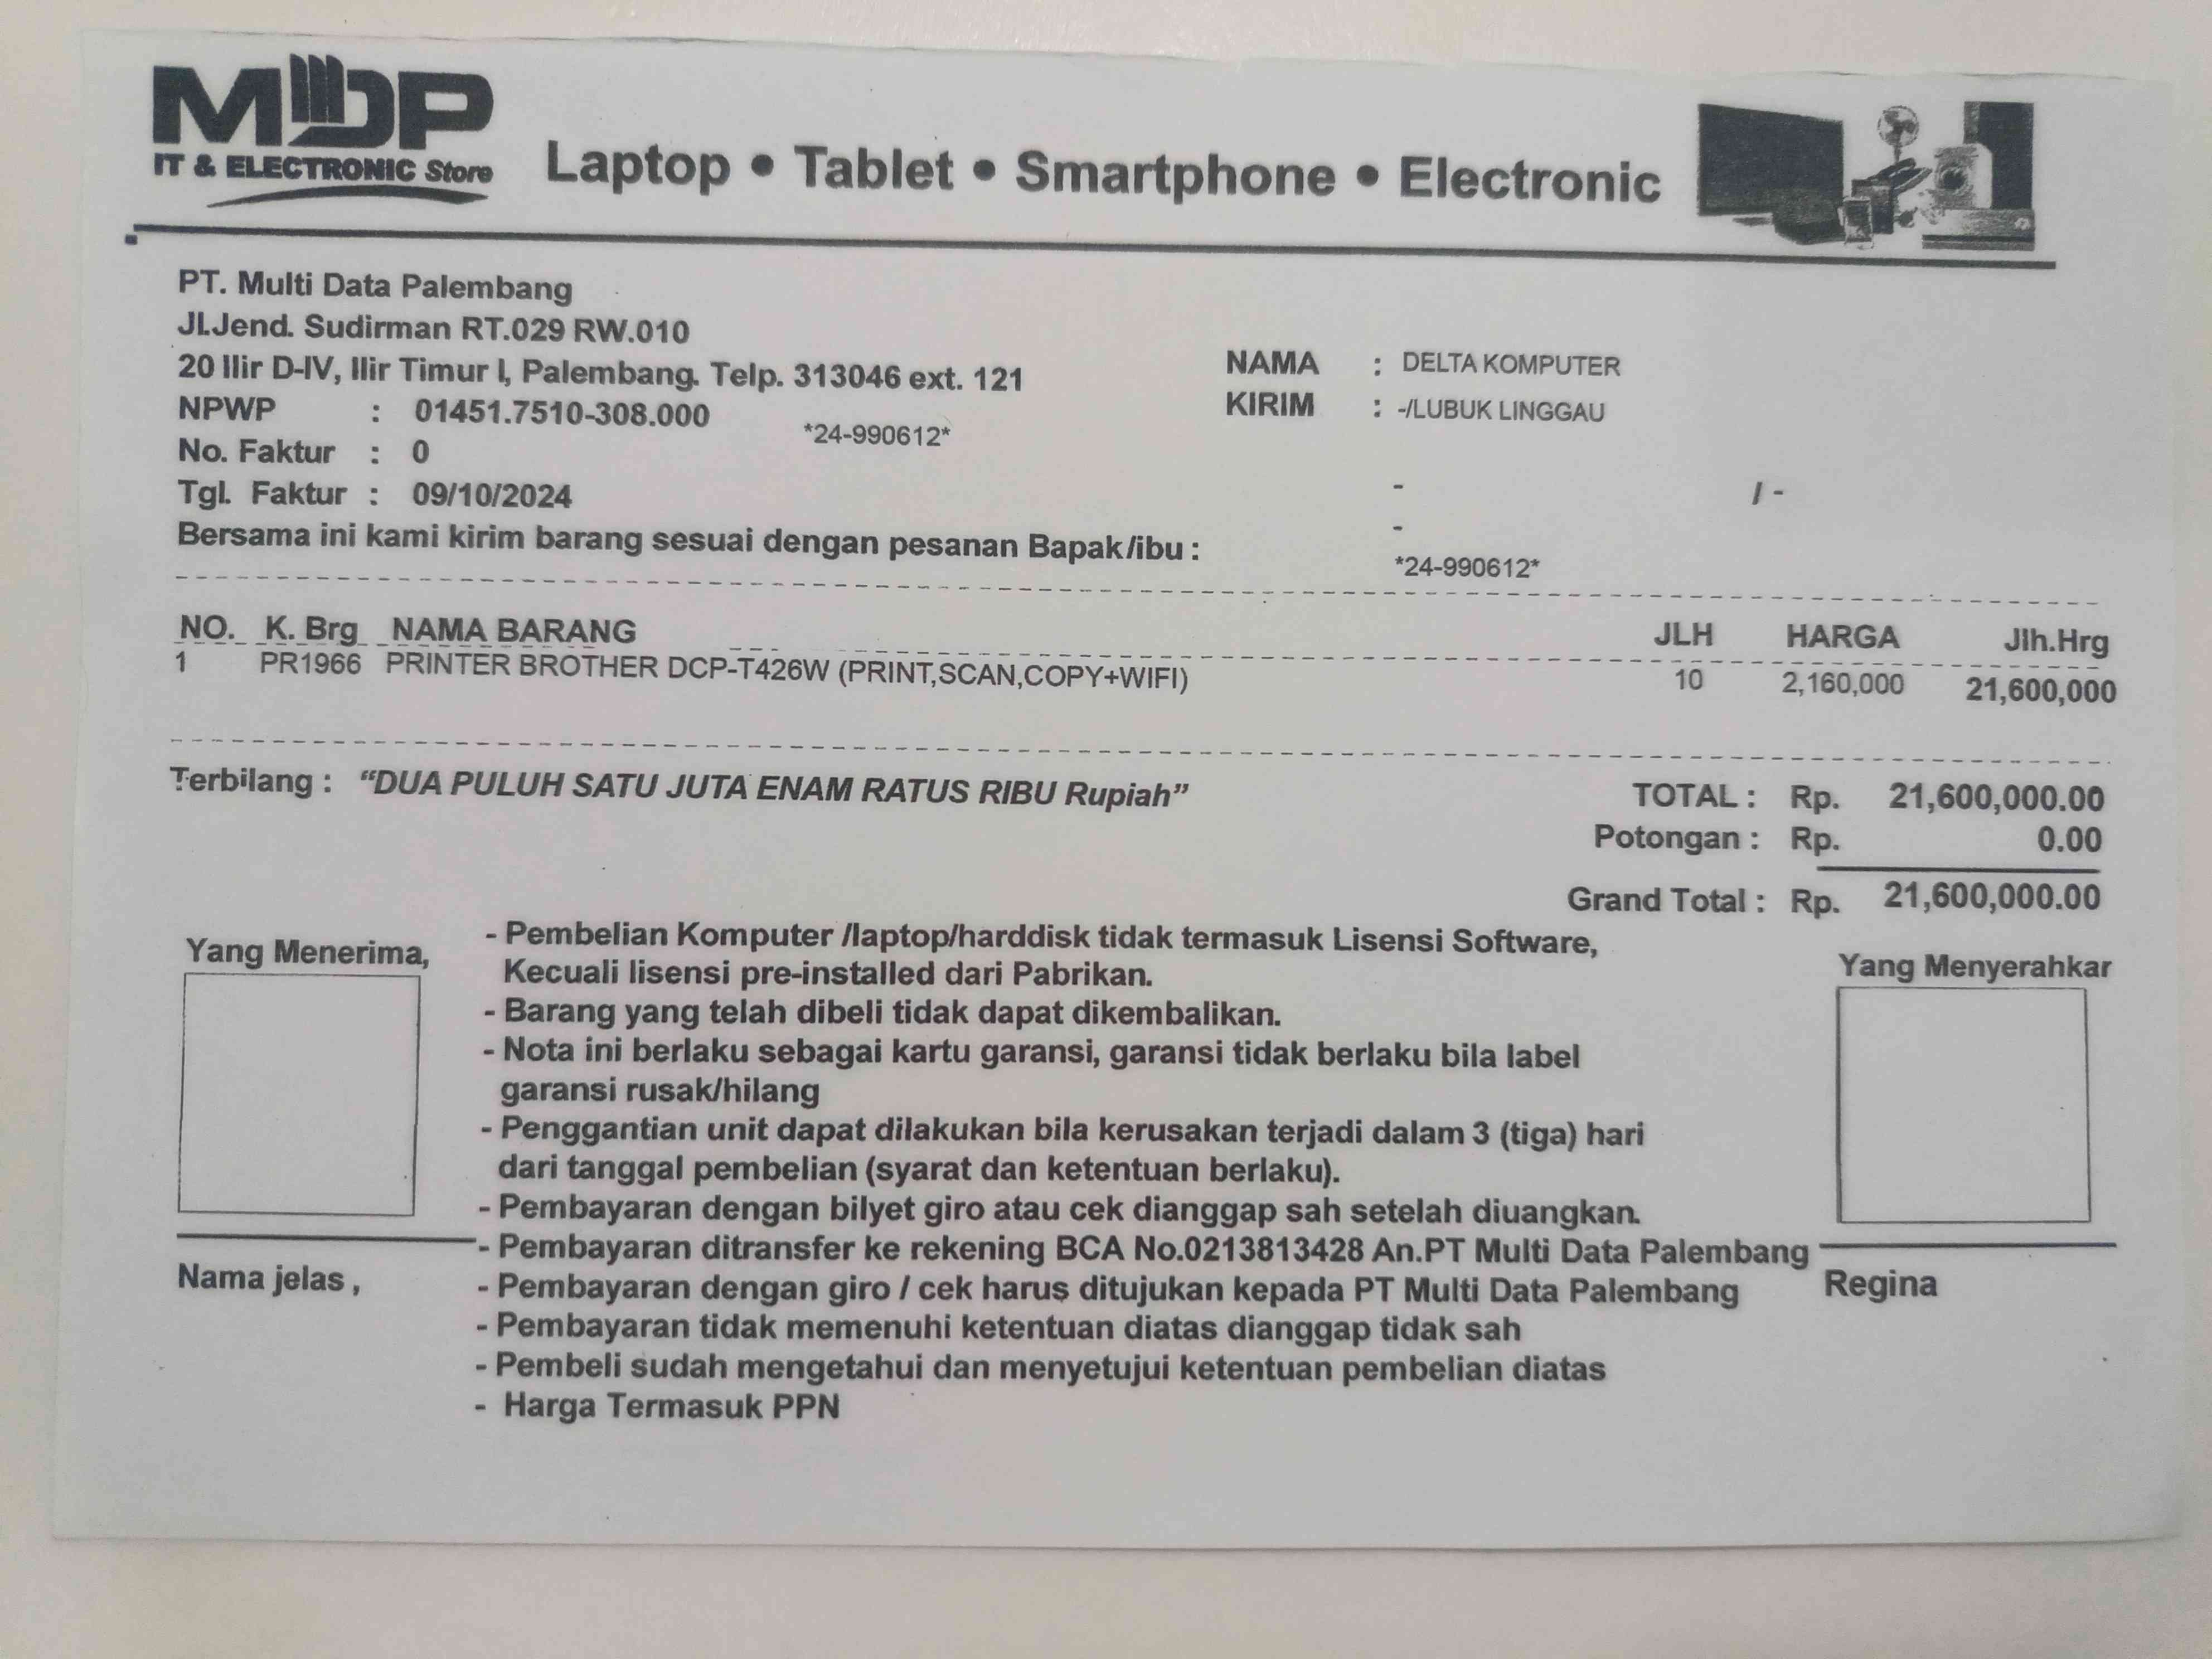 MDP
IT & ELECTRONIC Store
Laptop • Tablet • Smartphone • Electronic
PT. Multi Data Palembang
Jl.Jend. Sudirman RT.029 RW.010
20 Ilir D-IV, Ilir Timur I, Palembang. Telp. 313046 ext. 121
NPWP : 01451.7510-308.000
*24-990612*
No. Faktur : 0
Tgl. Faktur : 09/10/2024
NAMA : DELTA KOMPUTER
KIRIM : -/LUBUK LINGGAU
- / -
-
*24-990612*
Bersama ini kami kirim barang sesuai dengan pesanan Bapak/ibu :
NO. K. Brg NAMA BARANG JLH HARGA Jlh.Hrg
1 PR1966 PRINTER BROTHER DCP-T426W (PRINT,SCAN,COPY+WIFI) 10 2,160,000 21,600,000
Terbilang : “DUA PULUH SATU JUTA ENAM RATUS RIBU Rupiah”
TOTAL : Rp. 21,600,000.00
Potongan : Rp. 0.00
Grand Total : Rp. 21,600,000.00
Yang Menerima,
- Pembelian Komputer /laptop/harddisk tidak termasuk Lisensi Software,
Kecuali lisensi pre-installed dari Pabrikan.
- Barang yang telah dibeli tidak dapat dikembalikan.
- Nota ini berlaku sebagai kartu garansi, garansi tidak berlaku bila label
garansi rusak/hilang
- Penggantian unit dapat dilakukan bila kerusakan terjadi dalam 3 (tiga) hari
dari tanggal pembelian (syarat dan ketentuan berlaku).
- Pembayaran dengan bilyet giro atau cek dianggap sah setelah diuangkan.
- Pembayaran ditransfer ke rekening BCA No.0213813428 An.PT Multi Data Palembang
- Pembayaran dengan giro / cek harus ditujukan kepada PT Multi Data Palembang
- Pembayaran tidak memenuhi ketentuan diatas dianggap tidak sah
- Pembeli sudah mengetahui dan menyetujui ketentuan pembelian diatas
- Harga Termasuk PPN
Nama jelas ,
Yang Menyerahkar
Regina